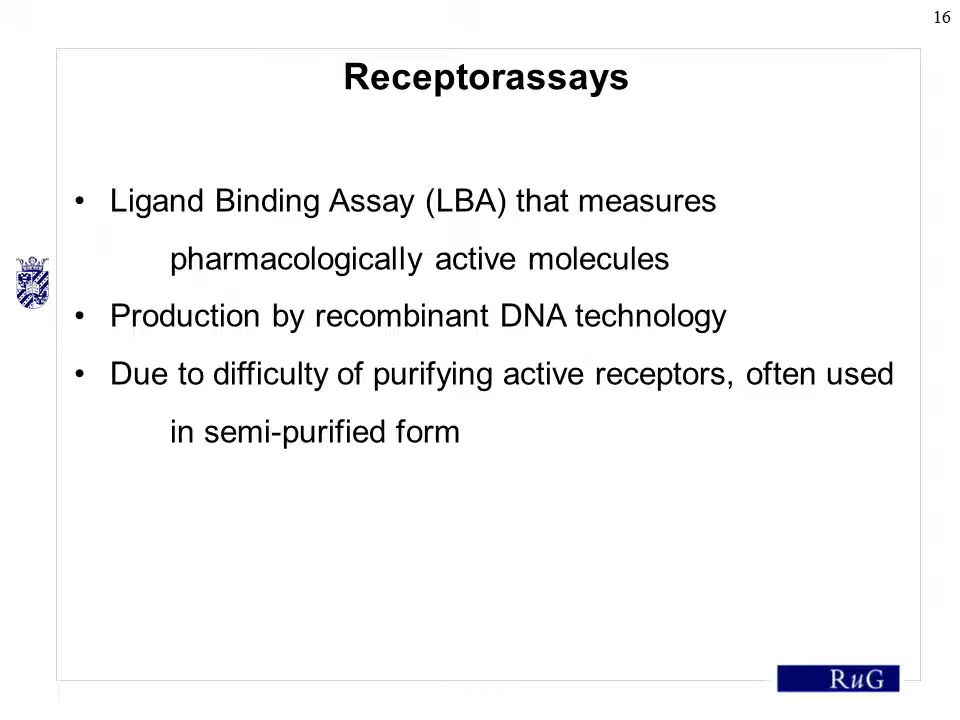 16
Receptorassays
• Ligand Binding Assay (LBA) that measures
pharmacologically active molecules
• Production by recombinant DNA technology
• Due to difficulty of purifying active receptors, often used
in semi-purified form
RuG